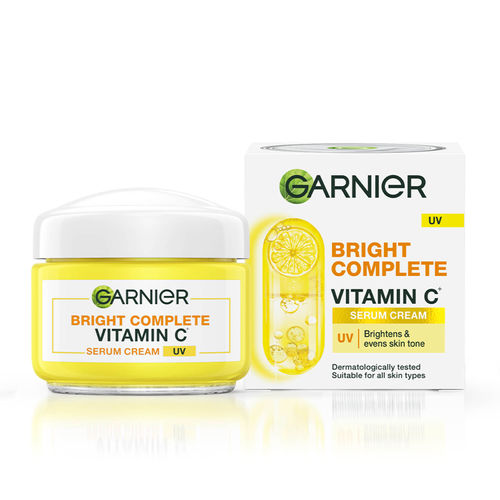 GARNIER
BRIGHT COMPLETE
VITAMIN C*
SERUM CREAM UV
GARNIER
UV
BRIGHT
COMPLETE
VITAMIN C*
SERUM CREAM
UV Brightens &
evens skin tone
Dermatologically tested
Suitable for all skin types